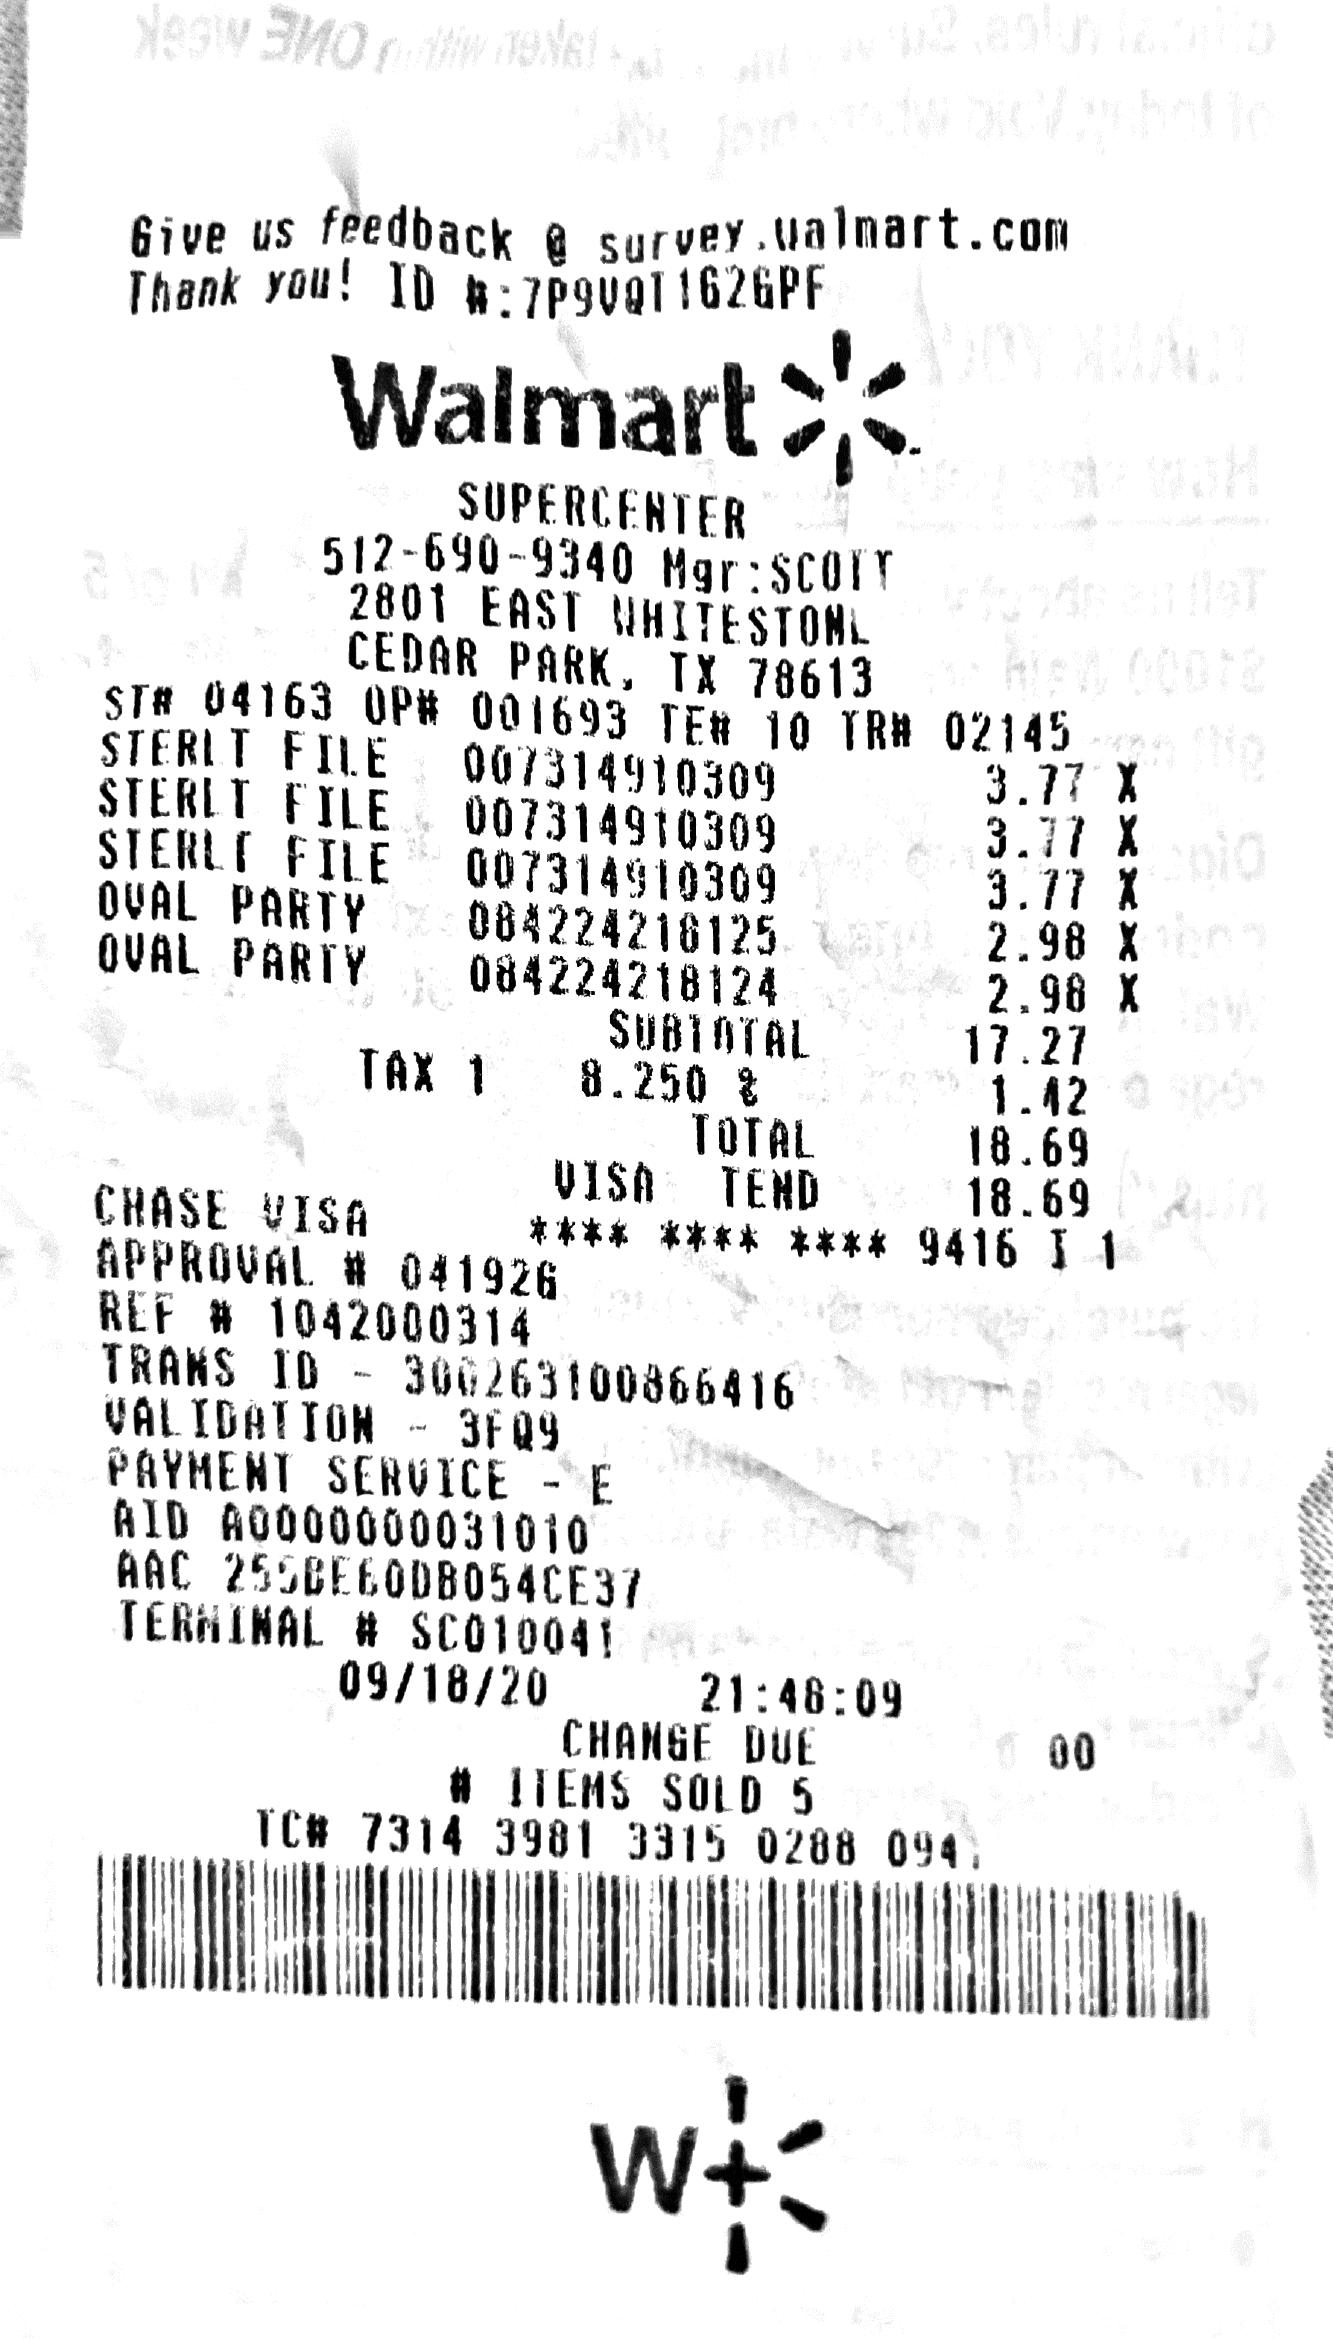 Give us feedback @ survey.walmart.com
Thank you! ID #:7P9VQT1626PF
Walmart
SUPERCENTER
512-690-9340 Mgr:SCOTT
2801 EAST WHITESTONE
CEDAR PARK, TX 78613
ST# 04163 OP# 001693 TE# 10 TR# 02145
STERLT FILE 007314910309 3.77 X
STERLT FILE 007314910309 3.77 X
STERLT FILE 007314910309 3.77 X
OVAL PARTY 084224218125 2.98 X
OVAL PARTY 084224218124 2.98 X
SUBTOTAL 17.27
TAX 1 8.250 % 1.42
TOTAL 18.69
VISA TEND 18.69
CHASE VISA **** **** **** 9416 I 1
APPROVAL # 041926
REF # 1042000314
TRANS ID - 300263100866416
VALIDATION - 3FQ9
PAYMENT SERVICE - E
AID A0000000031010
AAC 255BE60DB054CE37
TERMINAL # SC010041
09/18/20 21:48:09
CHANGE DUE 00
# ITEMS SOLD 5
TC# 7314 3981 3315 0288 094
W+